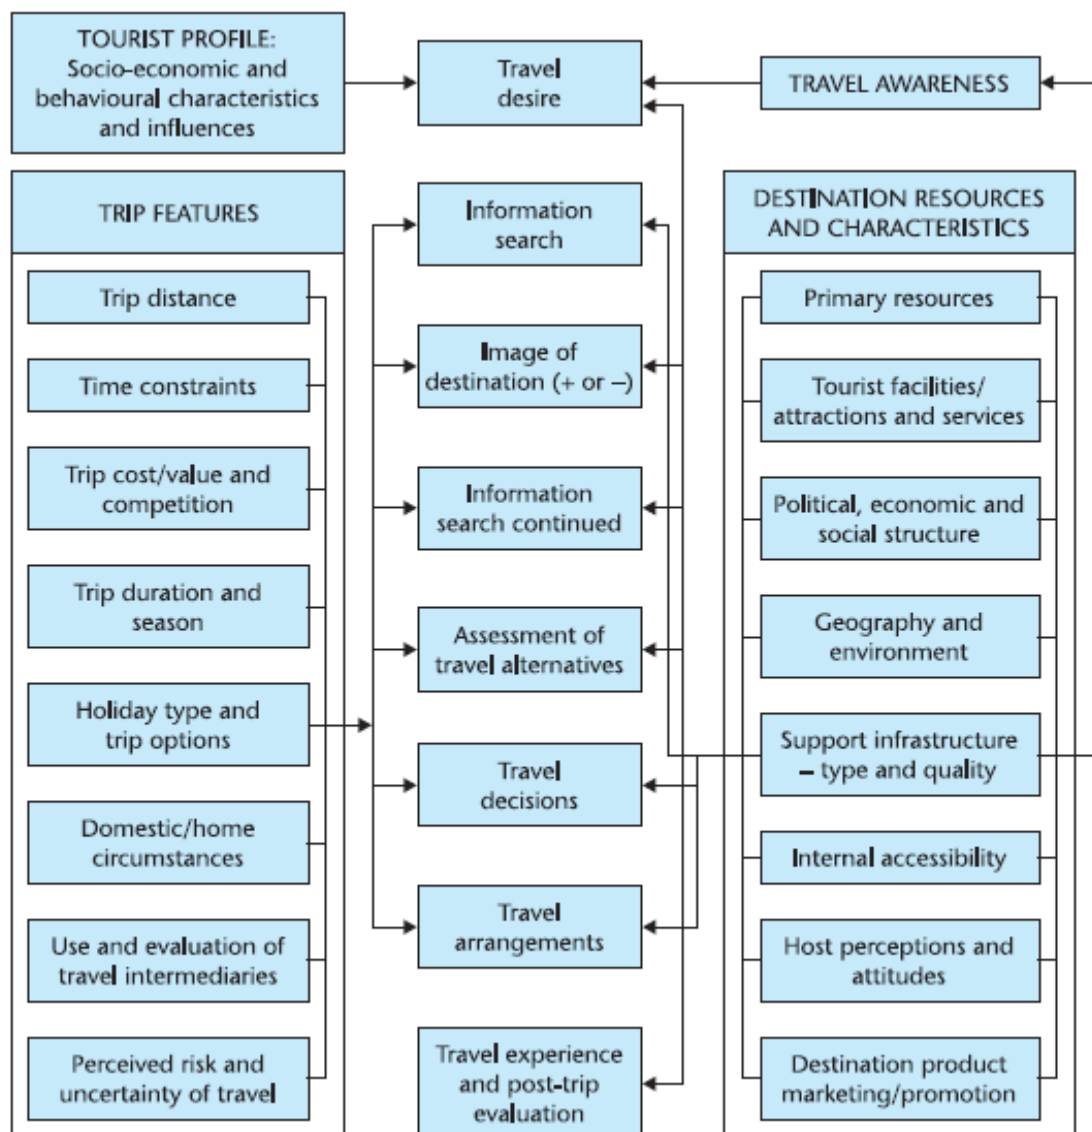 TOURIST PROFILE:
Socio-economic and
behavioural characteristics
and influences
Travel
desire
TRAVEL AWARENESS
TRIP FEATURES
Trip distance
Time constraints
Trip cost/value and
competition
Trip duration and
season
Holiday type and
trip options
Domestic/home
circumstances
Use and evaluation of
travel intermediaries
Perceived risk and
uncertainty of travel
Information
search
Image of
destination (+ or –)
Information
search continued
Assessment of
travel alternatives
Travel
decisions
Travel
arrangements
Travel experience
and post-trip
evaluation
DESTINATION RESOURCES
AND CHARACTERISTICS
Primary resources
Tourist facilities/
attractions and services
Political, economic and
social structure
Geography and
environment
Support infrastructure
– type and quality
Internal accessibility
Host perceptions and
attitudes
Destination product
marketing/promotion